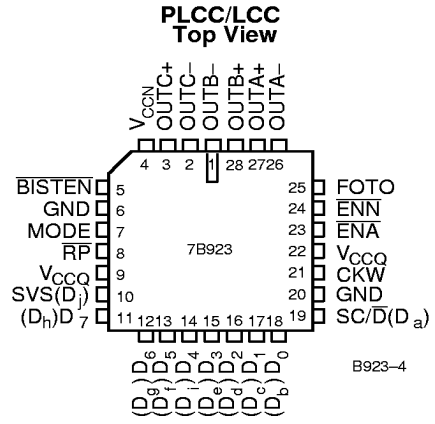 PLCC/LCC
Top View
VCCN
OUTC+
OUTC–
OUTB–
OUTB+
OUTA+
OUTA–
4 3 2 1 28 27 26
BISTEN 5
GND 6
MODE 7
RP 8
VCCQ 9
SVS(Dj) 10
(Dh)D7 11
25 FOTO
24 ENN
23 ENA
22 VCCQ
21 CKW
20 GND
19 SC/D(Da)
7B923
12 13 14 15 16 17 18
(Dg)D6
(Df)D5
(Di)D4
(De)D3
(Dd)D2
(Dc)D1
(Db)D0
B923–4